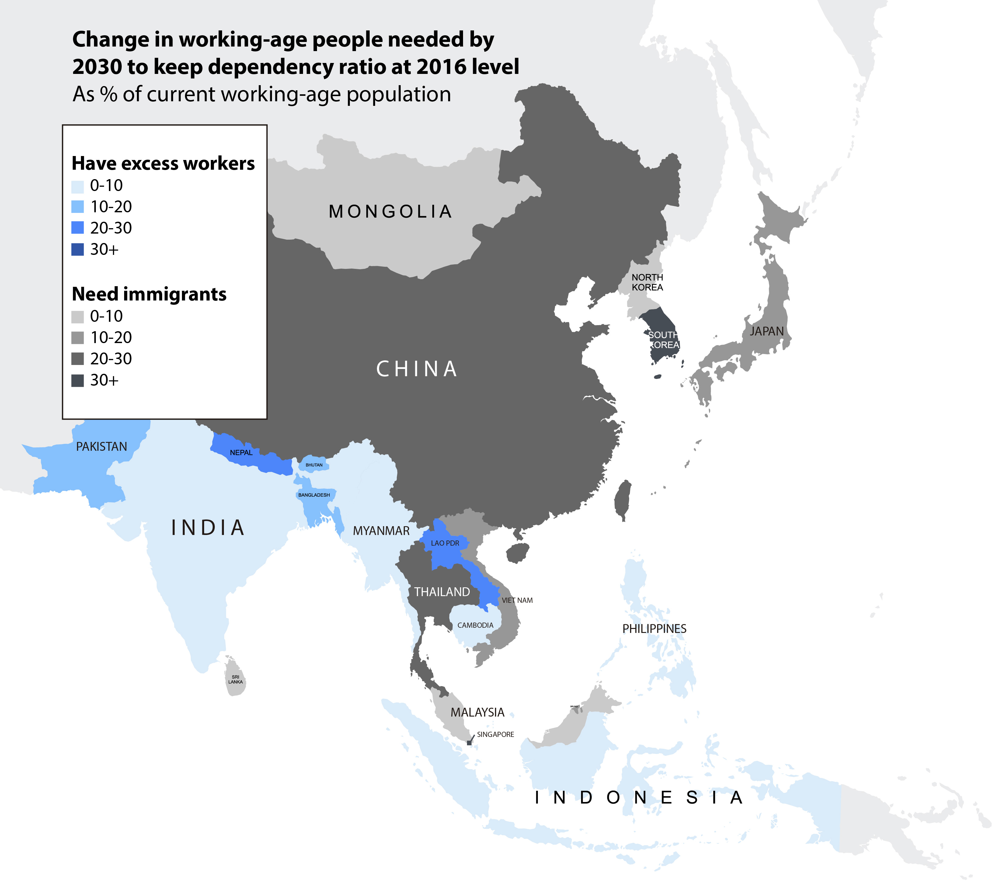 Change in working-age people needed by
2030 to keep dependency ratio at 2016 level
As % of current working-age population
Have excess workers
0-10
10-20
20-30
30+
Need immigrants
0-10
10-20
20-30
30+
MONGOLIA
NORTH
KOREA
SOUTH
KOREA
JAPAN
CHINA
PAKISTAN
NEPAL
BHUTAN
BANGLADESH
INDIA
MYANMAR
LAO PDR
THAILAND
VIET NAM
CAMBODIA
PHILIPPINES
SRI
LANKA
MALAYSIA
BRUNEI
SINGAPORE
INDONESIA